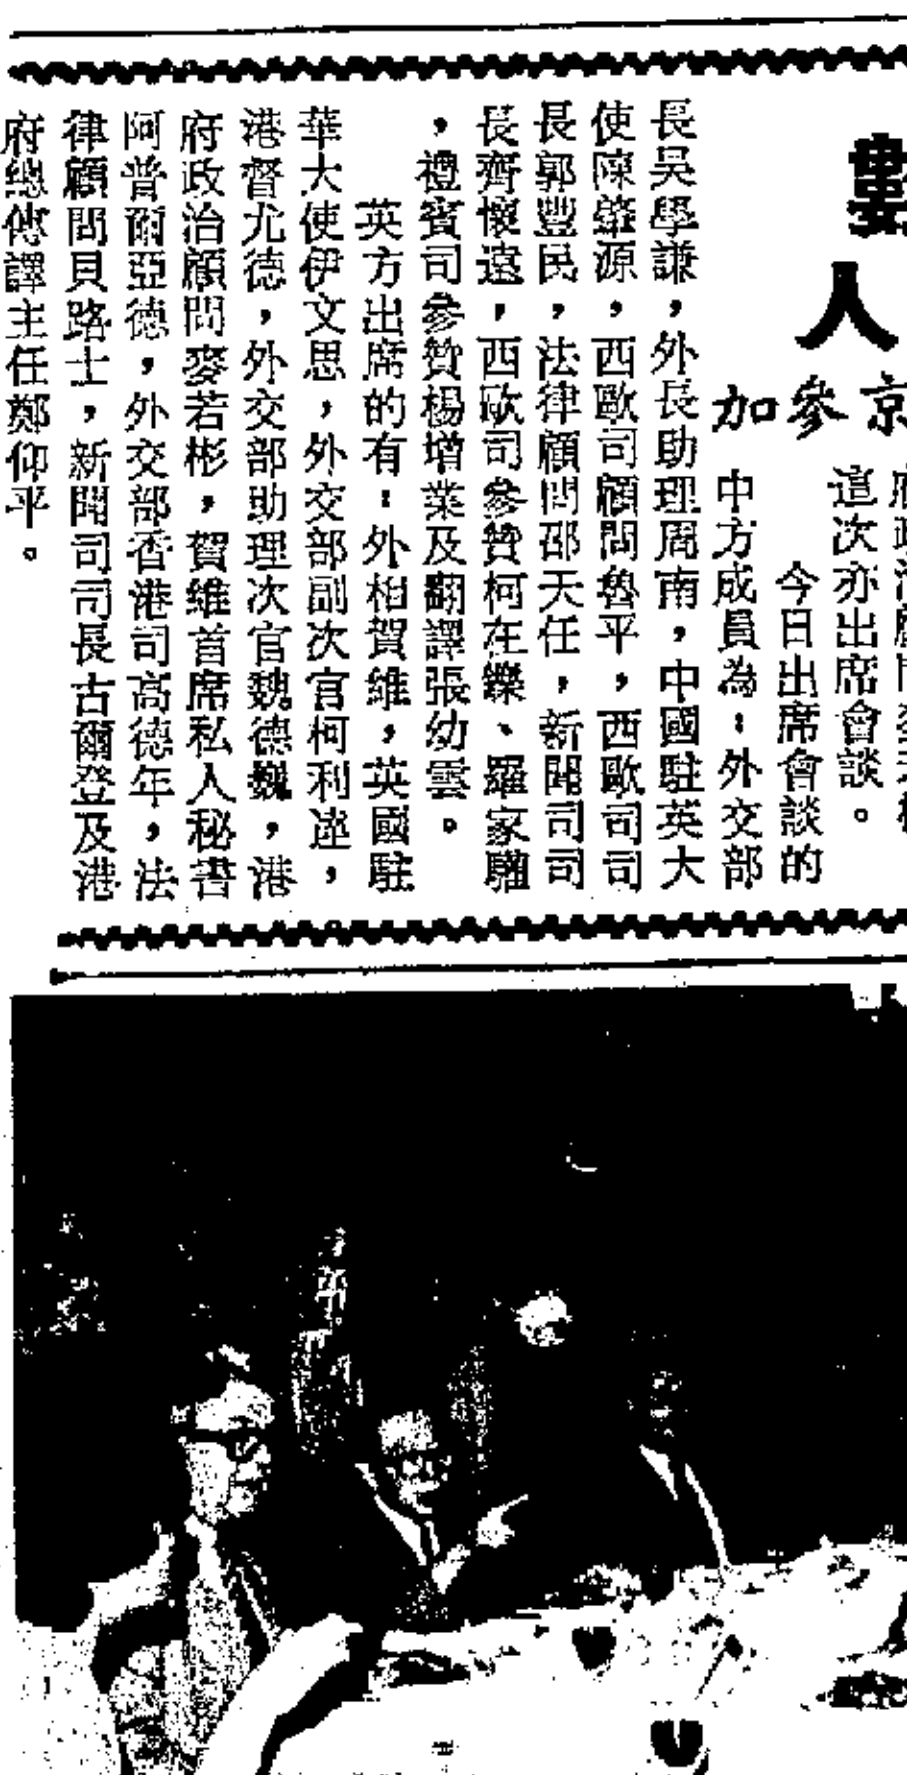 人
京
參
加
這次亦出席會談。
今日出席會談的
中方成員為：外交部
長吳學謙，外長助理周南，中國駐英大
使陳肇源，西歐司顧問魯平，西歐司司
長郭豐民，法律顧問邵天任，新聞司司
長齊懷遠，西歐司參贊柯在鑠、羅家驩
，禮賓司參贊楊增業及翻譯張幼雲。
英方出席的有：外相賀維，英國駐
華大使伊文思，外交部副次官柯利達，
港督尤德，外交部助理次官魏德巍，港
府政治顧問麥若彬，賀維首席私人秘書
阿普爾亞德，外交部香港司高德年，法
律顧問貝路士，新聞司司長古爾登及港
府總傳譯主任鄭仰平。